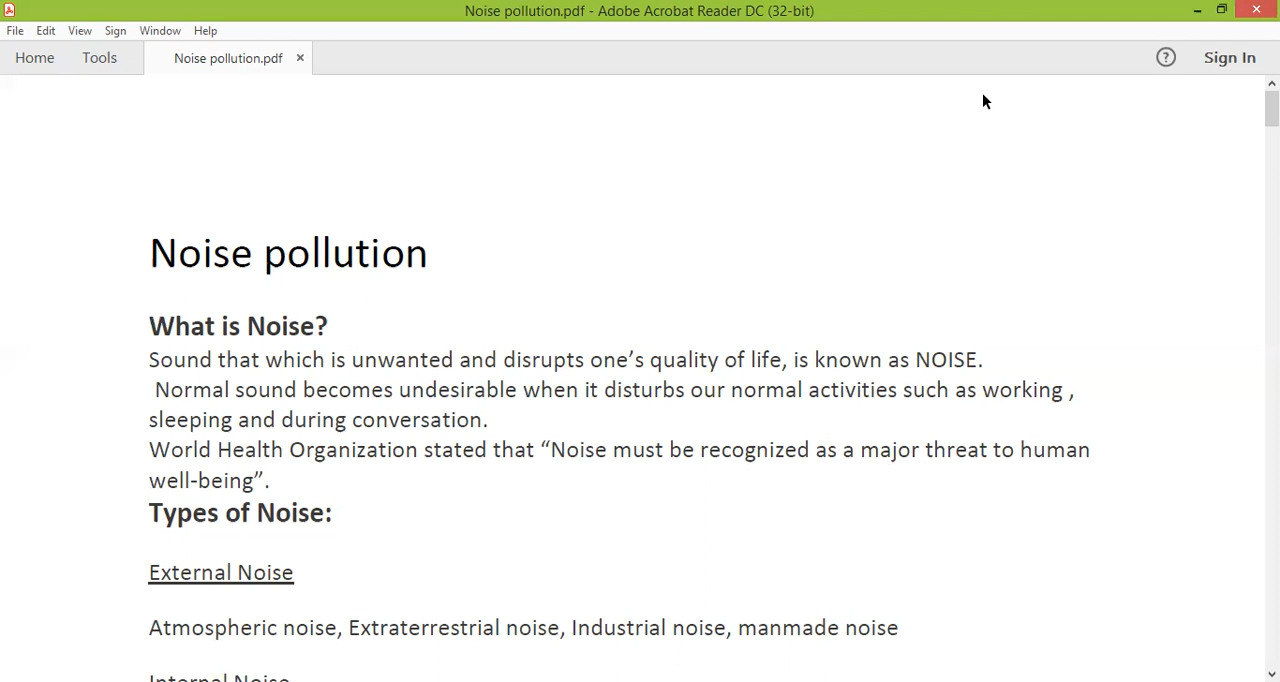 Noise pollution.pdf - Adobe Acrobat Reader DC (32-bit)
File Edit View Sign Window Help
Home Tools Noise pollution.pdf × ? Sign In
Noise pollution
What is Noise?
Sound that which is unwanted and disrupts one’s quality of life, is known as NOISE.
Normal sound becomes undesirable when it disturbs our normal activities such as working ,
sleeping and during conversation.
World Health Organization stated that “Noise must be recognized as a major threat to human
well-being”.
Types of Noise:
External Noise
Atmospheric noise, Extraterrestrial noise, Industrial noise, manmade noise
Internal Noise